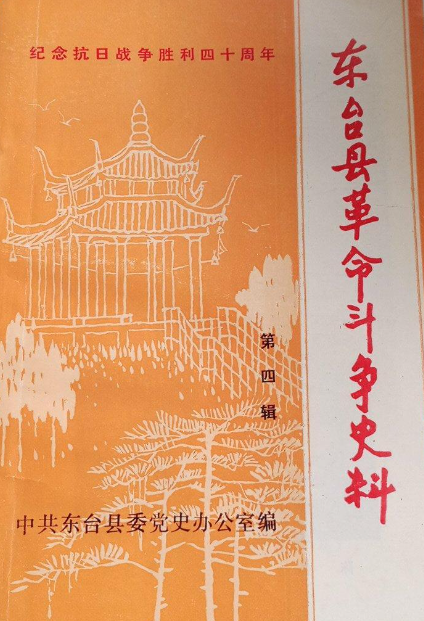 纪念抗日战争胜利四十周年
东台县革命斗争史料
第四辑
中共东台县委党史办公室编